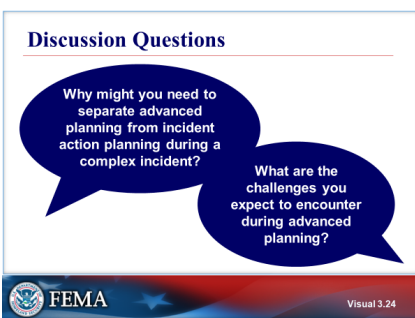 Discussion Questions
Why might you need to
separate advanced
planning from incident
action planning during a
complex incident?
What are the
challenges you
expect to encounter
during advanced
planning?
FEMA
Visual 3.24